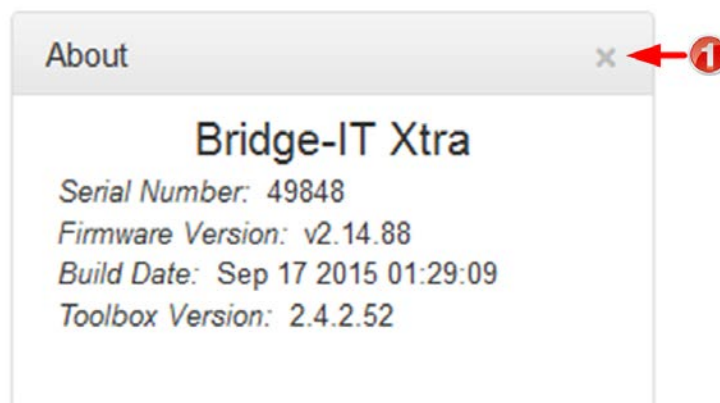 About
×
1
Bridge-IT Xtra
Serial Number: 49848
Firmware Version: v2.14.88
Build Date: Sep 17 2015 01:29:09
Toolbox Version: 2.4.2.52